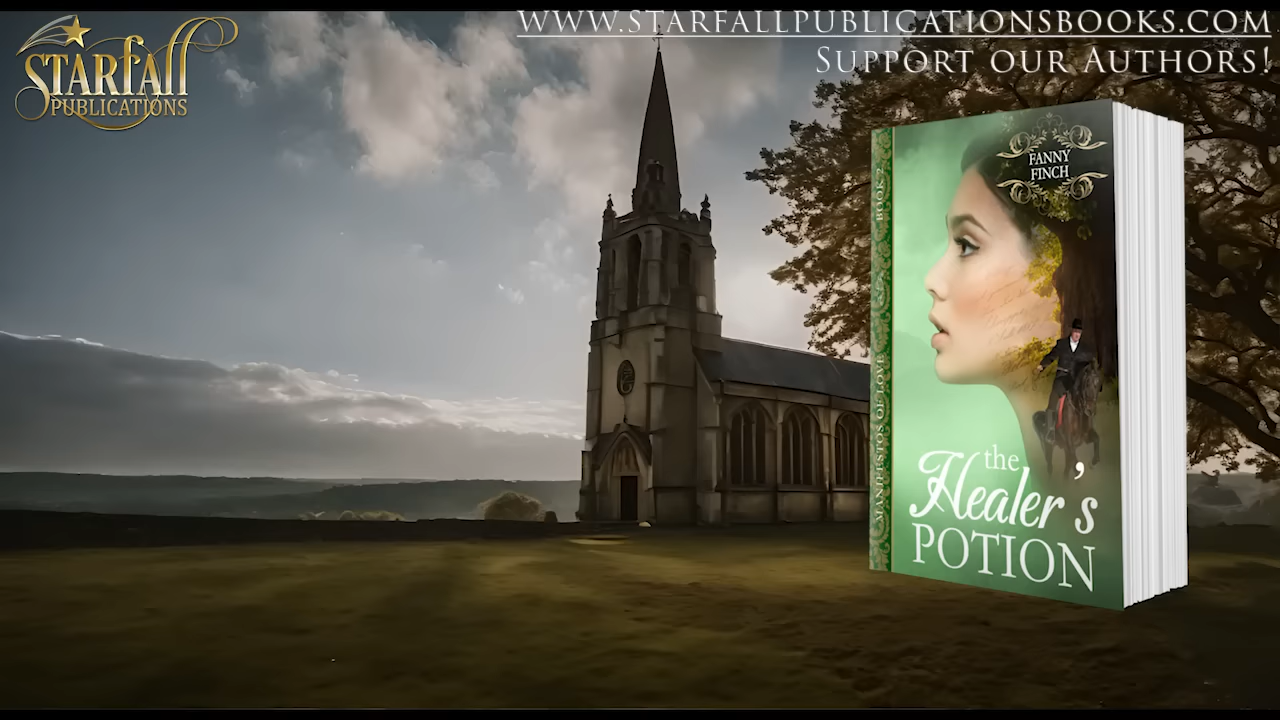 STARfall
PUBLICATIONS
WWW.STARFALLPUBLICATIONSBOOKS.COM
SUPPORT OUR AUTHORS!
FANNY
FINCH
BOOK 2
MANIFESTOS OF LOVE
the
Healer's
POTION